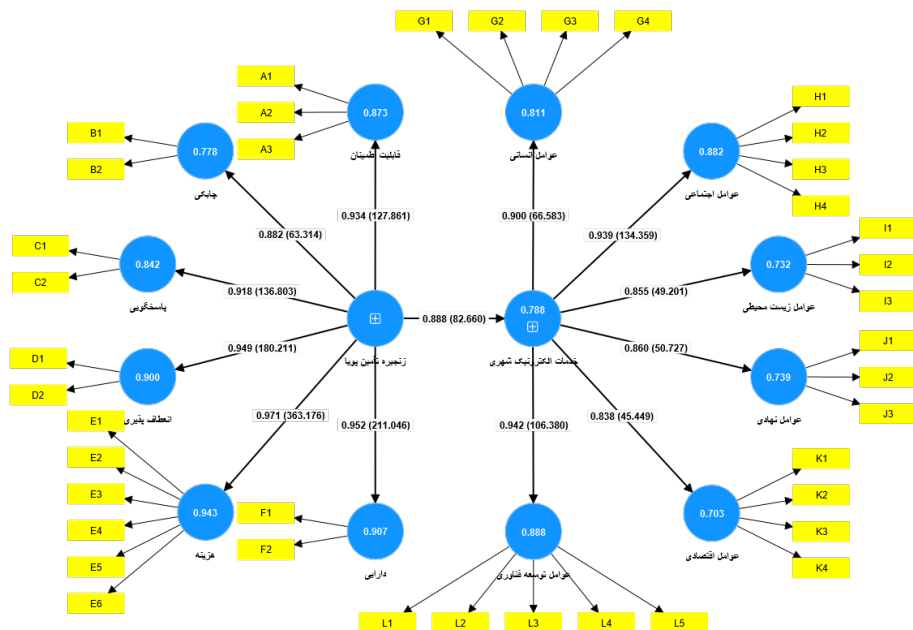 G1
G2
G3
G4
A1
A2
A3
0.873
قابلیت اطمینان
0.811
عوامل انسانی
B1
B2
0.778
چابکی
H1
H2
H3
H4
0.882
عوامل اجتماعی
0.934 (127.861)
0.900 (66.583)
0.882 (63.314)
0.939 (134.359)
C1
C2
0.842
پاسخگویی
0.918 (136.803)
I1
I2
I3
0.732
عوامل زیست محیطی
0.855 (49.201)
زنجیره تأمین پویا
0.888 (82.660)
0.788
خدمات الکترونیک شهری
D1
D2
0.900
انعطاف پذیری
0.949 (180.211)
0.860 (50.727)
J1
J2
J3
0.739
عوامل نهادی
0.971 (363.176)
0.952 (211.046)
0.942 (106.380)
0.838 (45.449)
E1
E2
E3
E4
E5
E6
0.943
هزینه
F1
F2
0.907
دارایی
0.888
عوامل توسعه فناوری
K1
K2
K3
K4
0.703
عوامل اقتصادی
L1
L2
L3
L4
L5